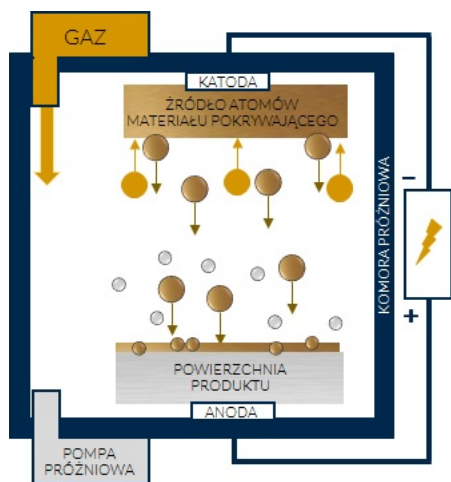 GAZ
KATODA
ŹRÓDŁO ATOMÓW
MATERIAŁU POKRYWAJĄCEGO
KOMORA PRÓŻNIOWA
–
+
POWIERZCHNIA
PRODUKTU
ANODA
POMPA
PRÓŻNIOWA